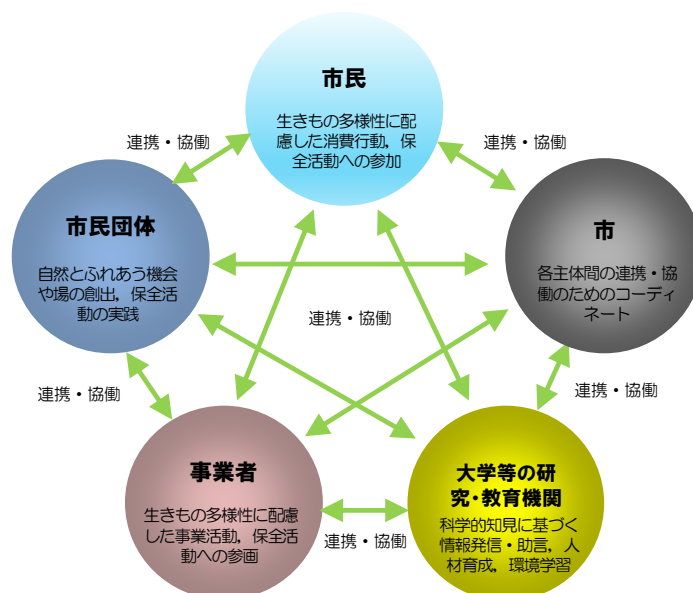 市民
生きもの多様性に配
慮した消費行動，保
全活動への参加
連携・協働
連携・協働
市民団体
自然とふれあう機会
や場の創出，保全活
動の実践
市
各主体間の連携・協
働のためのコーディ
ネート
連携・協働
連携・協働
連携・協働
事業者
生きもの多様性に配慮
した事業活動，保全活
動への参画
大学等の研
究・教育機関
科学的知見に基づく
情報発信・助言，人
材育成，環境学習
連携・協働